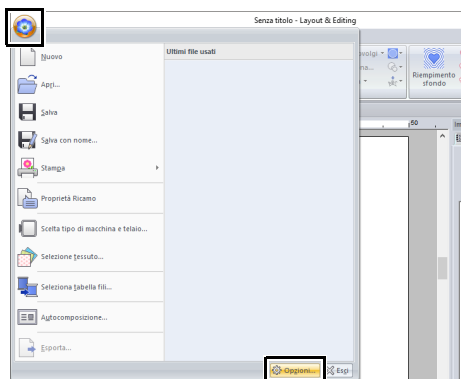 Senza titolo - Layout & Editing
Nuovo
Ultimi file usati
Apri...
Salva
Salva con nome...
Stampa
Proprietà Ricamo
Scelta tipo di macchina e telaio...
Selezione tessuto...
Seleziona tabella fili...
Autocomposizione...
Esporta...
Opzioni...
Esci
Riempimento
sfondo
50